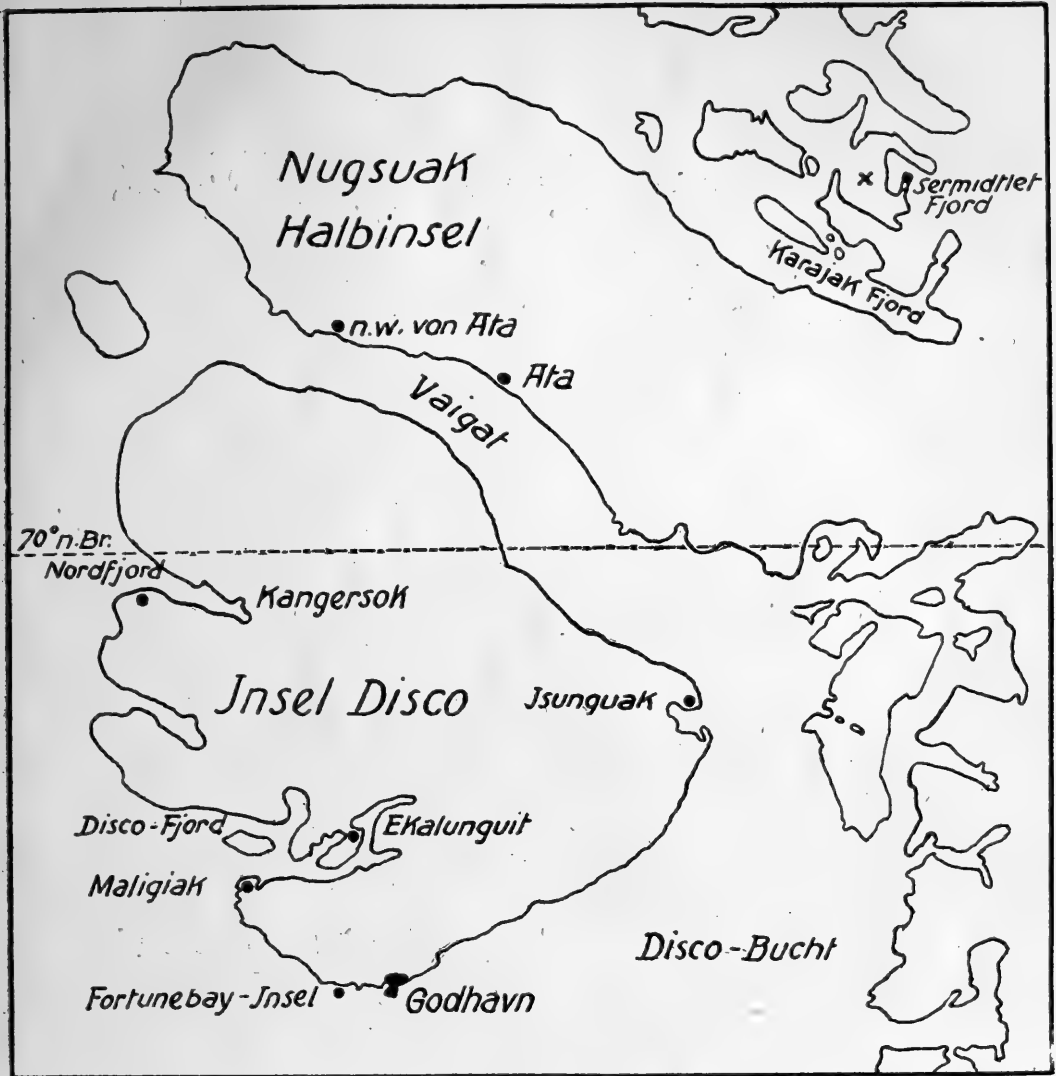 Nugsuak
Halbinsel
Sermidtlet
Fjord
Karajak Fjord
n.w. von Ata
Ata
Vaigat
70° n. Br.
Nordfjord
Kangersok
Jnsel Disco
Jsunguak
Disco-Fjord
Ekalunguit
Maligiak
Disco-Bucht
Fortunebay-Jnsel
Godhavn